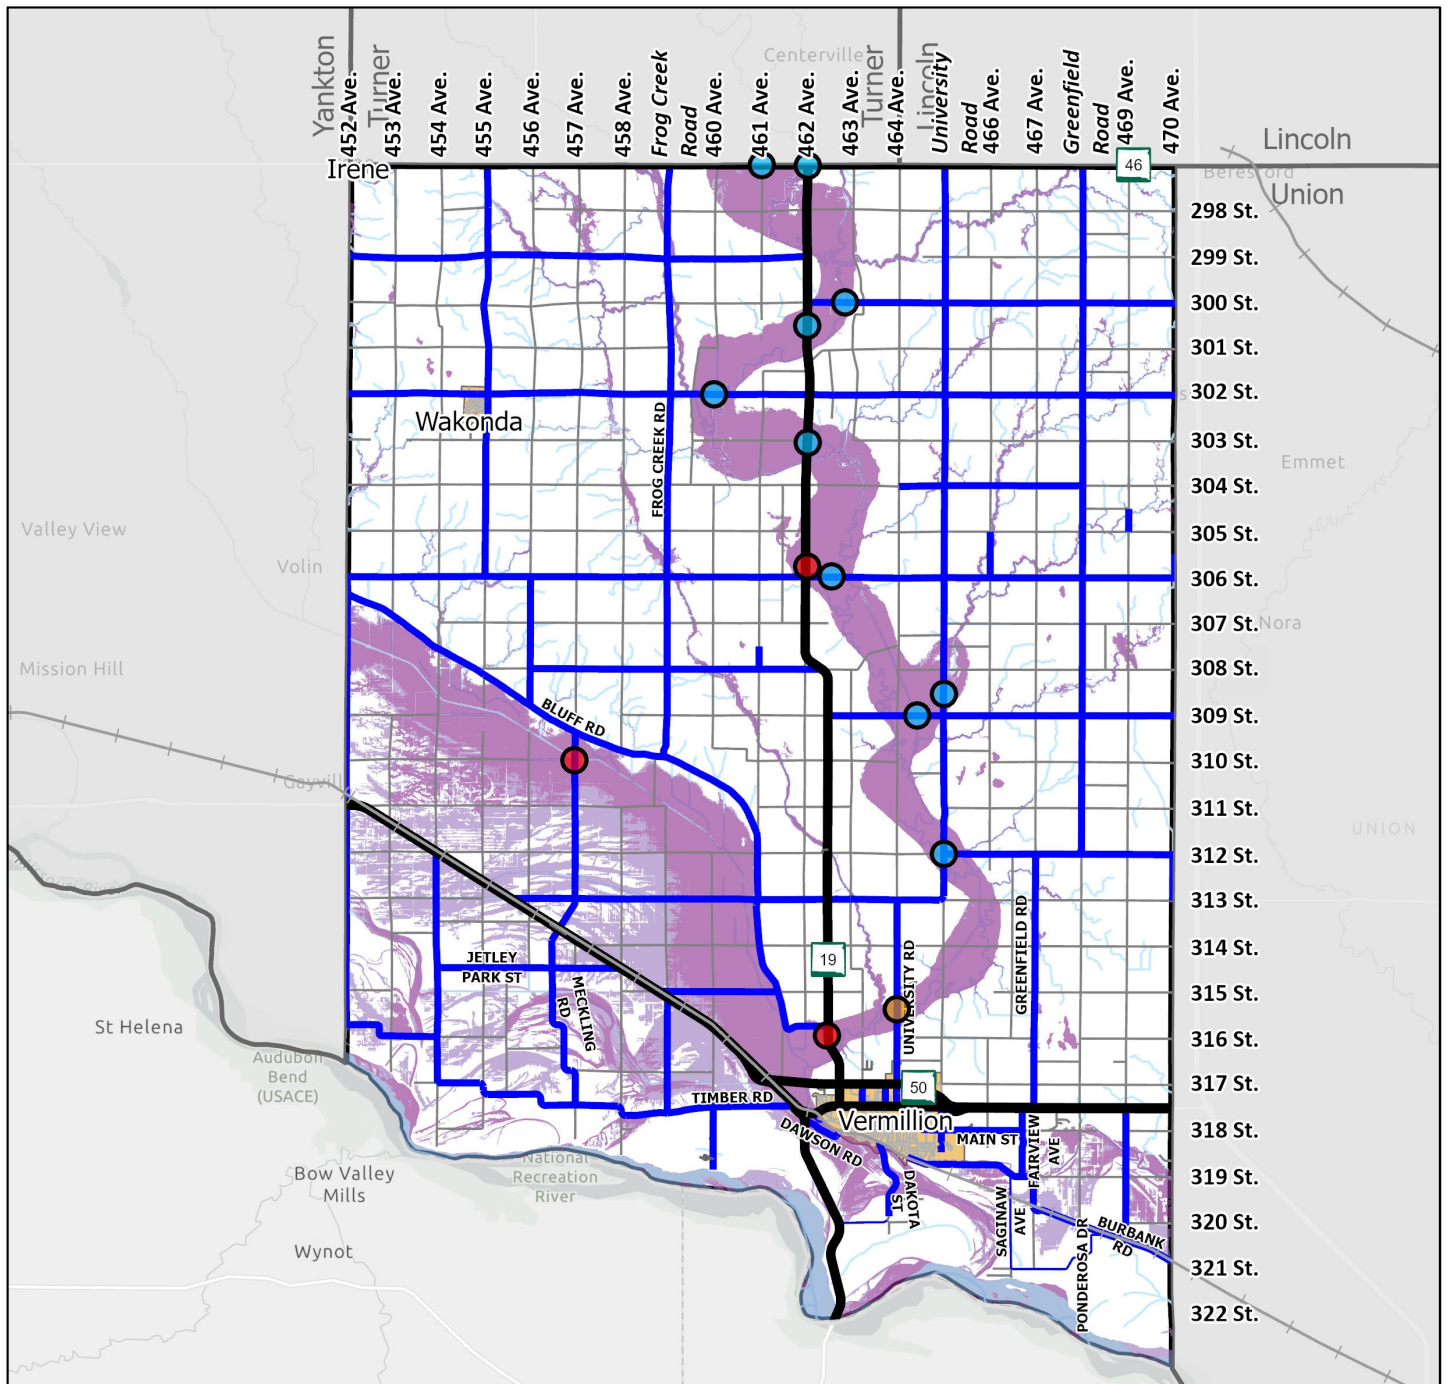 Centerville
Yankton
Turner
Turner
Lincoln
452 Ave.
453 Ave.
454 Ave.
455 Ave.
456 Ave.
457 Ave.
458 Ave.
Frog Creek
Road
460 Ave.
461 Ave.
462 Ave.
463 Ave.
464 Ave.
University
Road
466 Ave.
467 Ave.
Greenfield
Road
469 Ave.
470 Ave.
Lincoln
Irene
46
Beresford
Union
298 St.
299 St.
300 St.
301 St.
302 St.
Wakonda
303 St.
FROG CREEK RD
Emmet
304 St.
Valley View
305 St.
Volin
306 St.
307 St.
Nora
Mission Hill
308 St.
BLUFF RD
309 St.
310 St.
311 St.
UNION
312 St.
313 St.
GREENFIELD RD
314 St.
JETLEY
PARK ST
19
UNIVERSITY RD
MECKLING
RD
315 St.
St Helena
316 St.
Audubon
Bend
(USACE)
317 St.
50
TIMBER RD
Vermillion
318 St.
MAIN ST
DAWSON RD
FAIRVIEW
AVE
National
Recreation
River
Bow Valley
Mills
319 St.
DAKOTA
ST
SAGINAW
AVE
320 St.
BURBANK
RD
PONDEROSA DR
Wynot
321 St.
322 St.